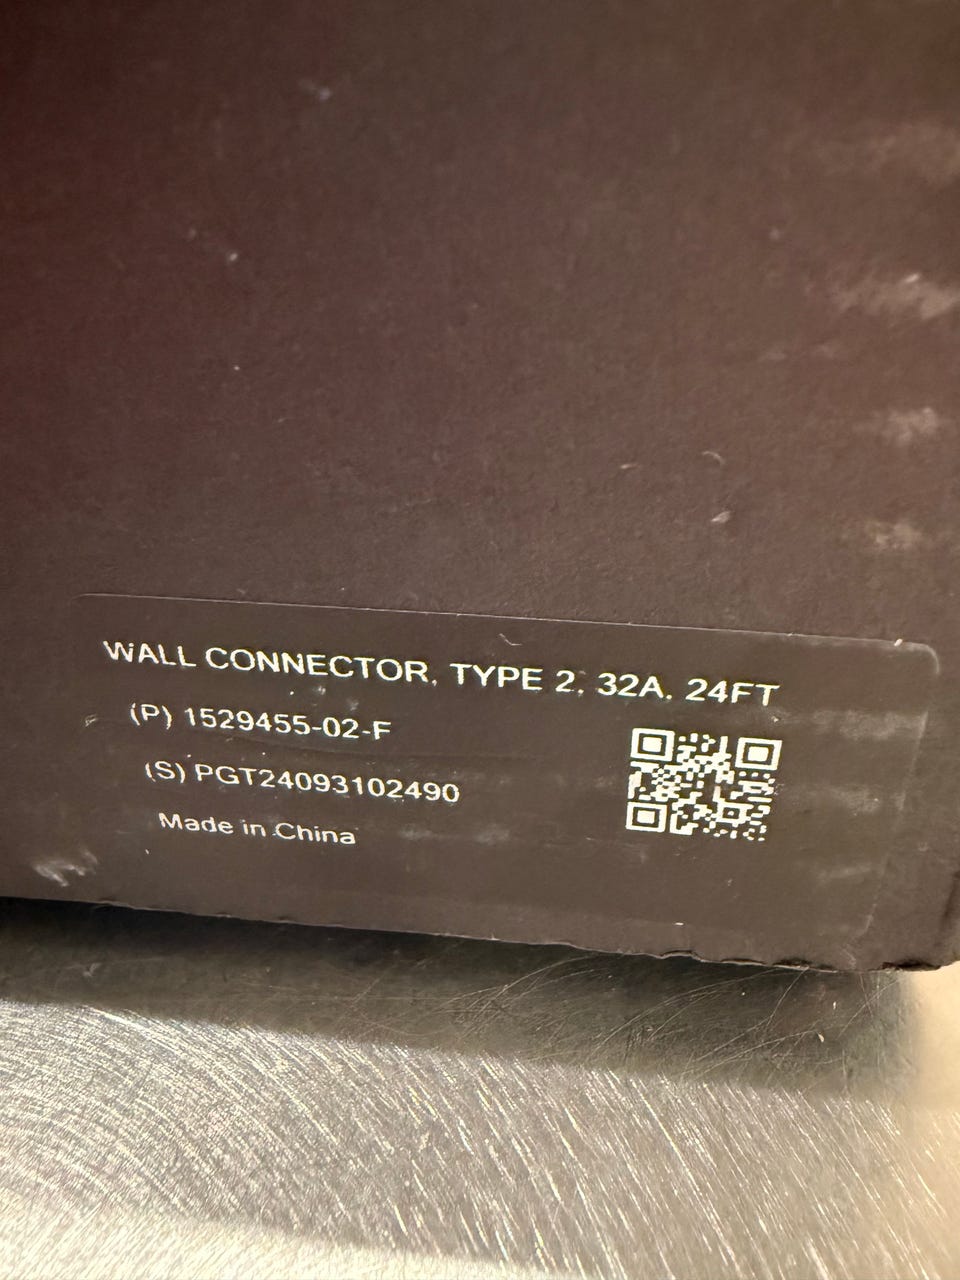 WALL CONNECTOR, TYPE 2, 32A, 24FT
(P) 1529455-02-F
(S) PGT24093102490
Made in China